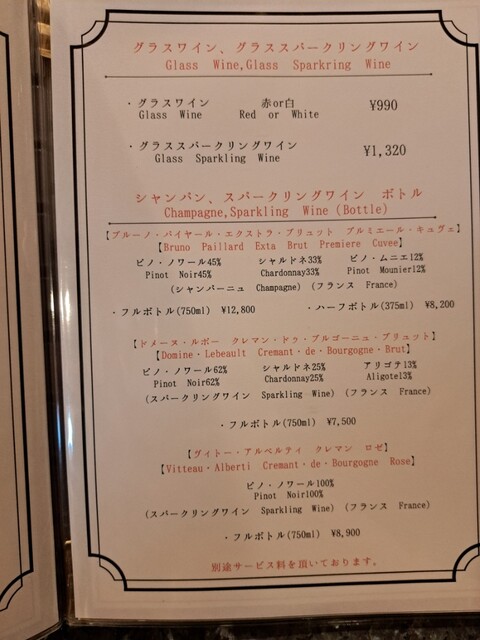 グラスワイン、グラススパークリングワイン
Glass Wine,Glass Sparkring Wine
・グラスワイン 赤or白 ¥990
Glass Wine Red or White
・グラススパークリングワイン ¥1,320
Glass Sparkling Wine
シャンパン、スパークリングワイン ボトル
Champagne,Sparkling Wine(Bottle)
【ブルーノ・パイヤール・エクストラ・ブリュット プルミエール・キュヴェ】
【Bruno Paillard Exta Brut Premiere Cuvee】
ピノ・ノワール45% シャルドネ33% ピノ・ムニエ12%
Pinot Noir45% Chardonnay33% Pinot Mounier12%
(シャンパーニュ Champagne) (フランス France)
・フルボトル(750ml) ¥12,800 ・ハーフボトル(375ml) ¥8,200
【ドメーヌ・ルボー クレマン・ドゥ・ブルゴーニュ・ブリュット】
【Domine・Lebeault Cremant・de・Bourgogne・Brut】
ピノ・ノワール62% シャルドネ25% アリゴテ13%
Pinot Noir62% Chardonnay25% Aligote13%
(スパークリングワイン Sparkling Wine) (フランス France)
・フルボトル(750ml) ¥7,500
【ヴィトー・アルベルティ クレマン ロゼ】
【Vitteau・Alberti Cremant・de・Bourgogne Rose】
ピノ・ノワール100%
Pinot Noir100%
(スパークリングワイン Sparkling Wine) (フランス France)
・フルボトル(750ml) ¥8,900
別途サービス料を頂いております。